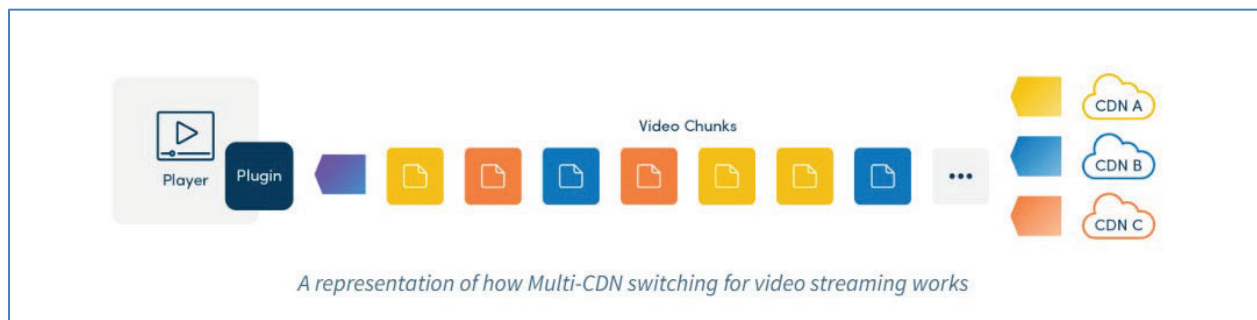 Player
Plugin
Video Chunks
•••
CDN A
CDN B
CDN C
A representation of how Multi-CDN switching for video streaming works